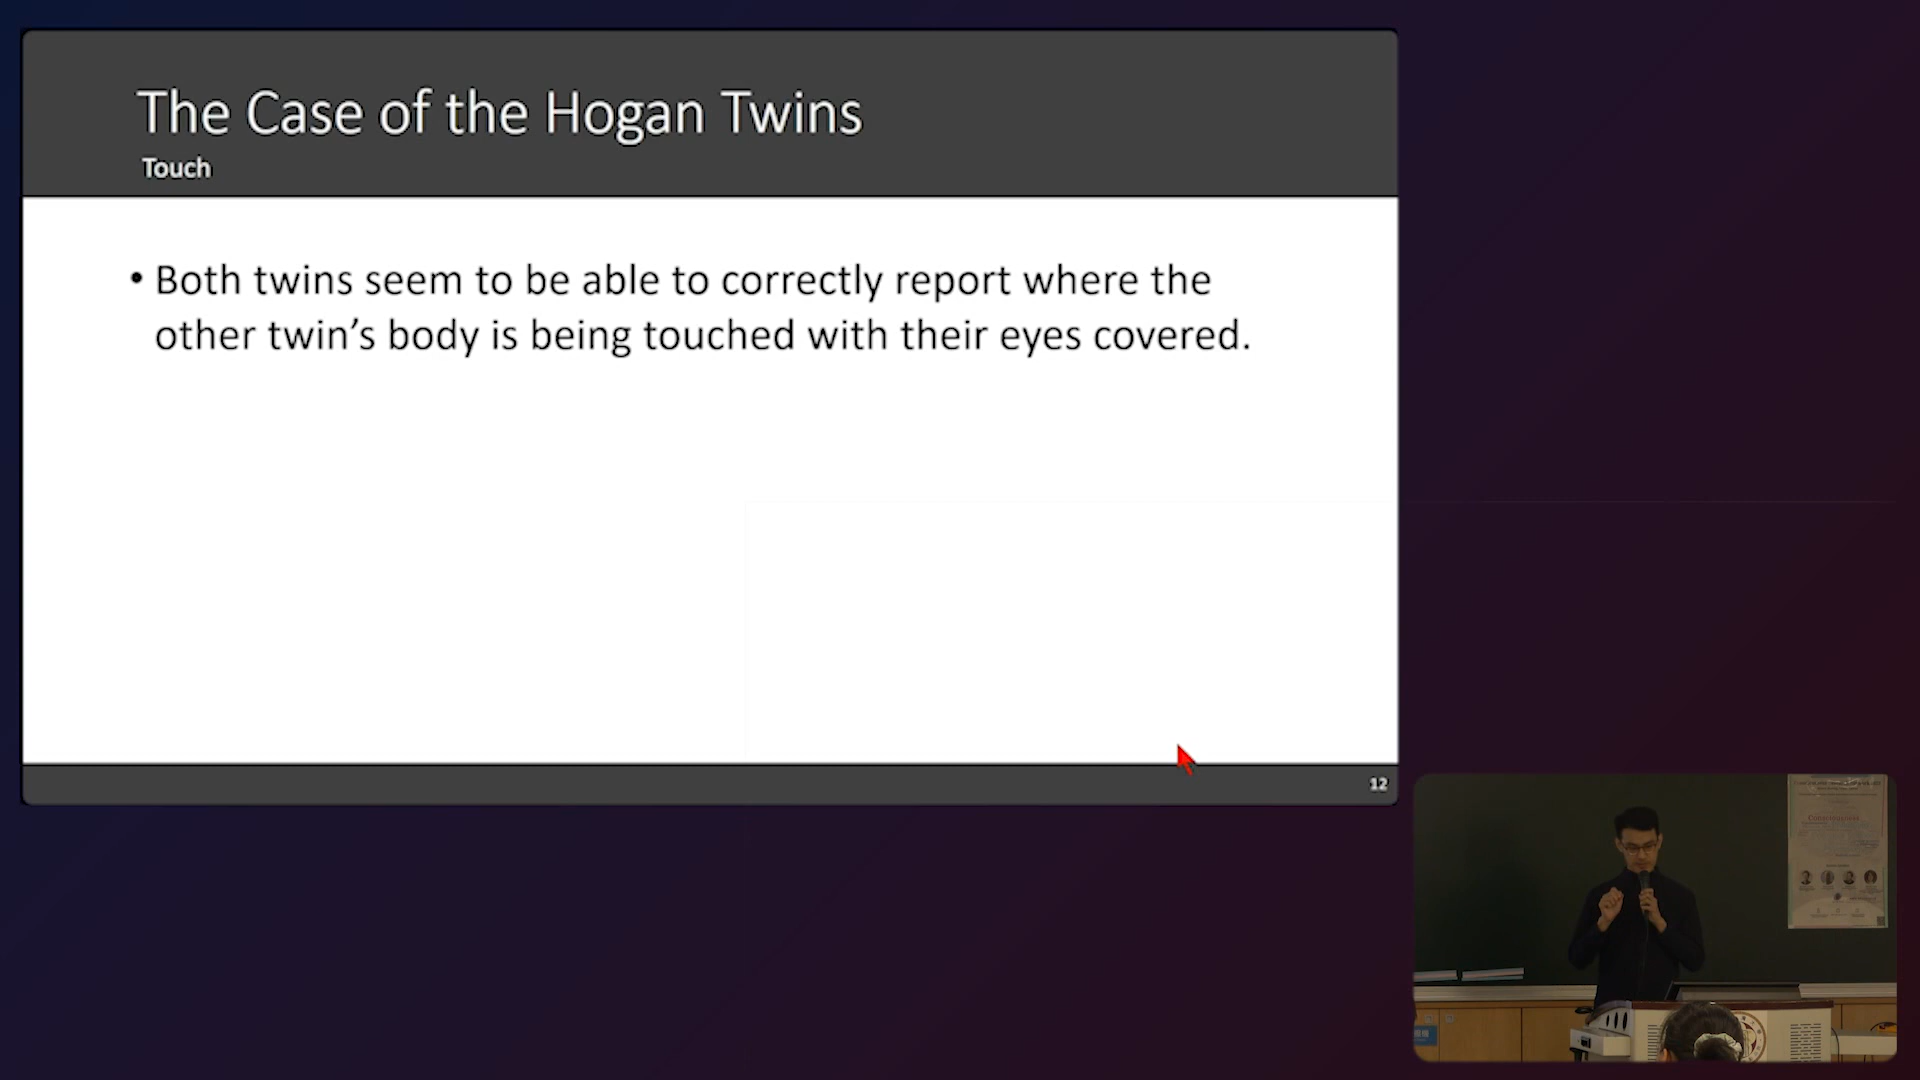 The Case of the Hogan Twins
Touch
• Both twins seem to be able to correctly report where the
other twin’s body is being touched with their eyes covered.
12
Consciousness